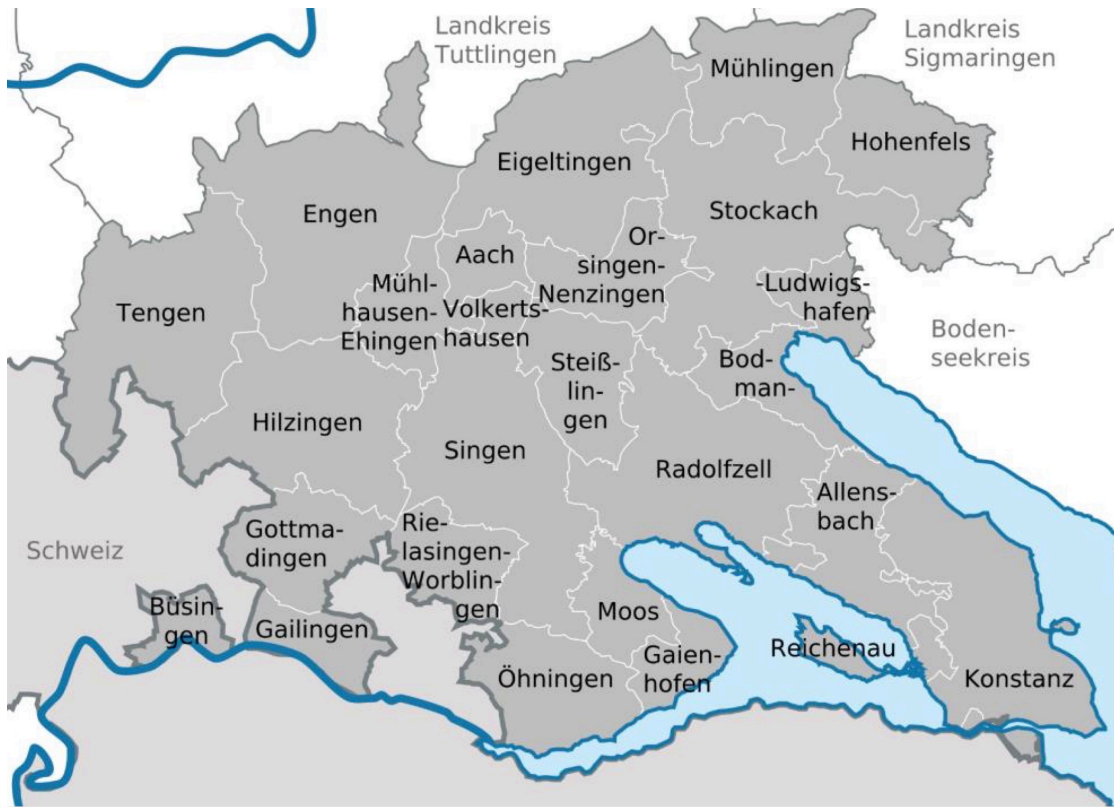 Landkreis
Tuttlingen
Landkreis
Sigmaringen
Mühlingen
Hohenfels
Eigeltingen
Engen
Stockach
Aach
Or-
singen-
Nenzingen
Mühl-
hausen-
Ehingen
Volkerts-
hausen
-Ludwigs-
hafen
Tengen
Boden-
seekreis
Steißlin-
lin-
gen
Bod-
man-
Hilzingen
Singen
Radolfzell
Allens-
bach
Schweiz
Gottma-
dingen
Rie-
lasingen-
Worblin-
gen
Büsin-
gen
Gailingen
Moos
Reichenau
Gaien-
hofen
Öhningen
Konstanz